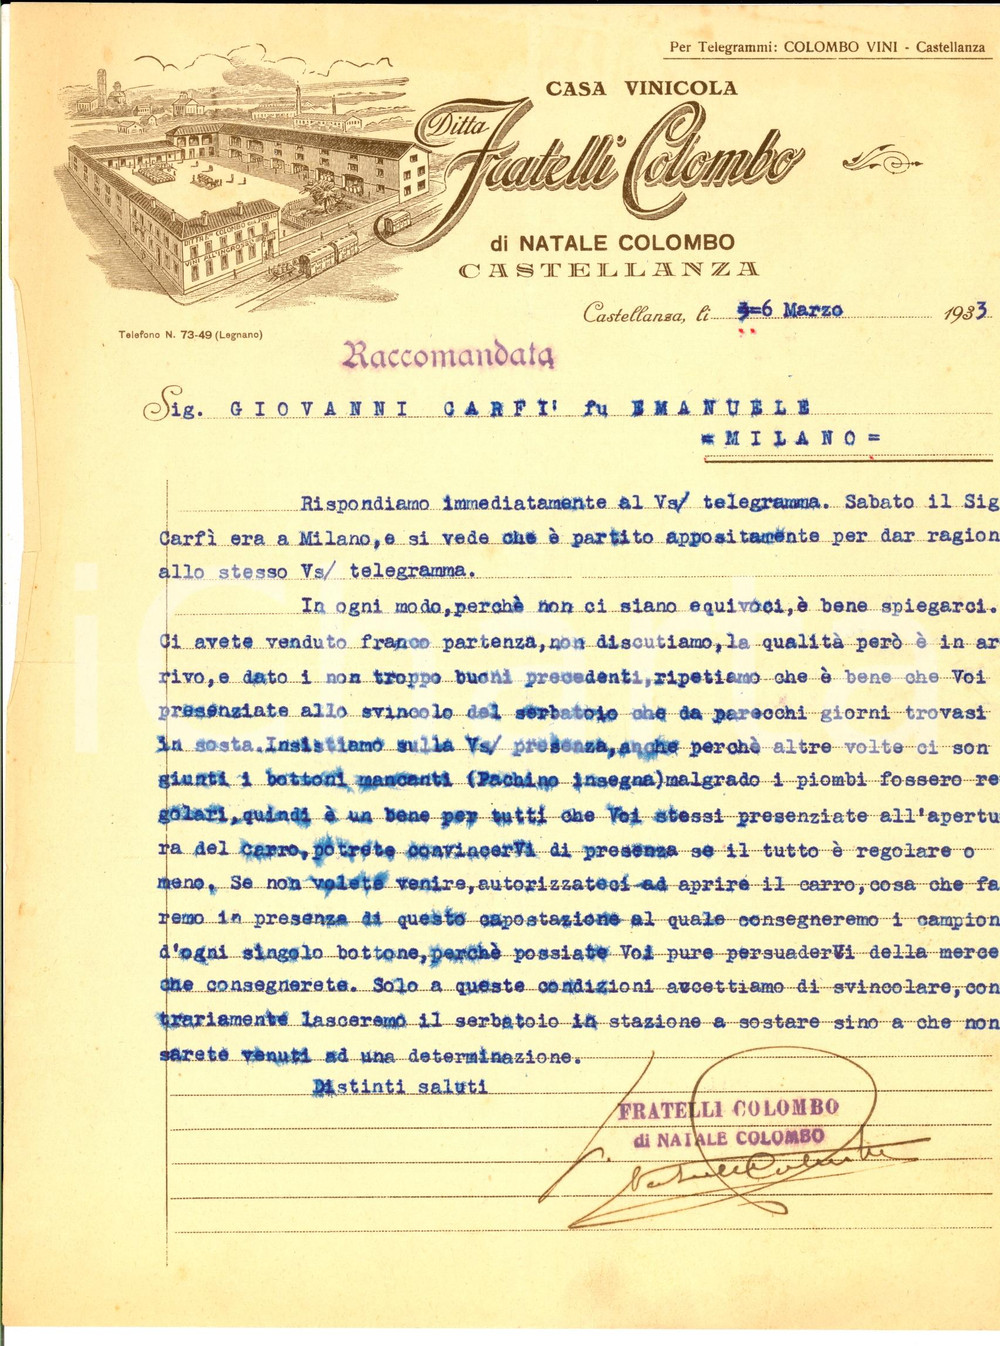 Per Telegrammi: COLOMBO VINI - Castellanza
CASA VINICOLA
Ditta
Fratelli Colombo
di NATALE COLOMBO
CASTELLANZA
Castellanza, li 6 Marzo 1933
Telefono N. 73-49 (Legnano)
Raccomandata
Sig. GIOVANNI CARFI' fu EMANUELE
=MILANO=
Rispondiamo immediatamente al Vs/ telegramma. Sabato il Sig
Carfì era a Milano,e si vede che è partito appositamente per dar ragion
allo stesso Vs/ telegramma.
In ogni modo,perchè non ci siano equivoci,è bene spiegarci.
Ci avete venduto franco partenza,non discutiamo,la qualità però è in ar
rivo,e dato i non troppo buoni precedenti,ripetiamo che è bene che Voi
presenziate allo svincolo del serbatoio che da parecchi giorni trovasi
in sosta.Insistiamo sulla Vs/ presenza,anche perchè altre volte ci son
giunti i bottoni mancanti (Pachino insegna)malgrado i piombi fossero re
golari,quindi è un bene per tutti che Voi stessi presenziate all'apertu
ra del carro,potrete convincerVi di presenza se il tutto è regolare o
meno. Se non volete venire,autorizzateci ad aprire il carro,cosa che fa
remo in presenza di questo capostazione al quale consegneremo i campion
d'ogni singolo bottone,perchè possiate Voi pure persuaderVi della merce
che consegnerete. Solo a queste condizioni accettiamo di svincolare,con
trariamente lasceremo il serbatoio in stazione a sostare sino a che non
sarete venuti ad una determinazione.
Distinti saluti
FRATELLI COLOMBO
di NATALE COLOMBO
Natale Colombo